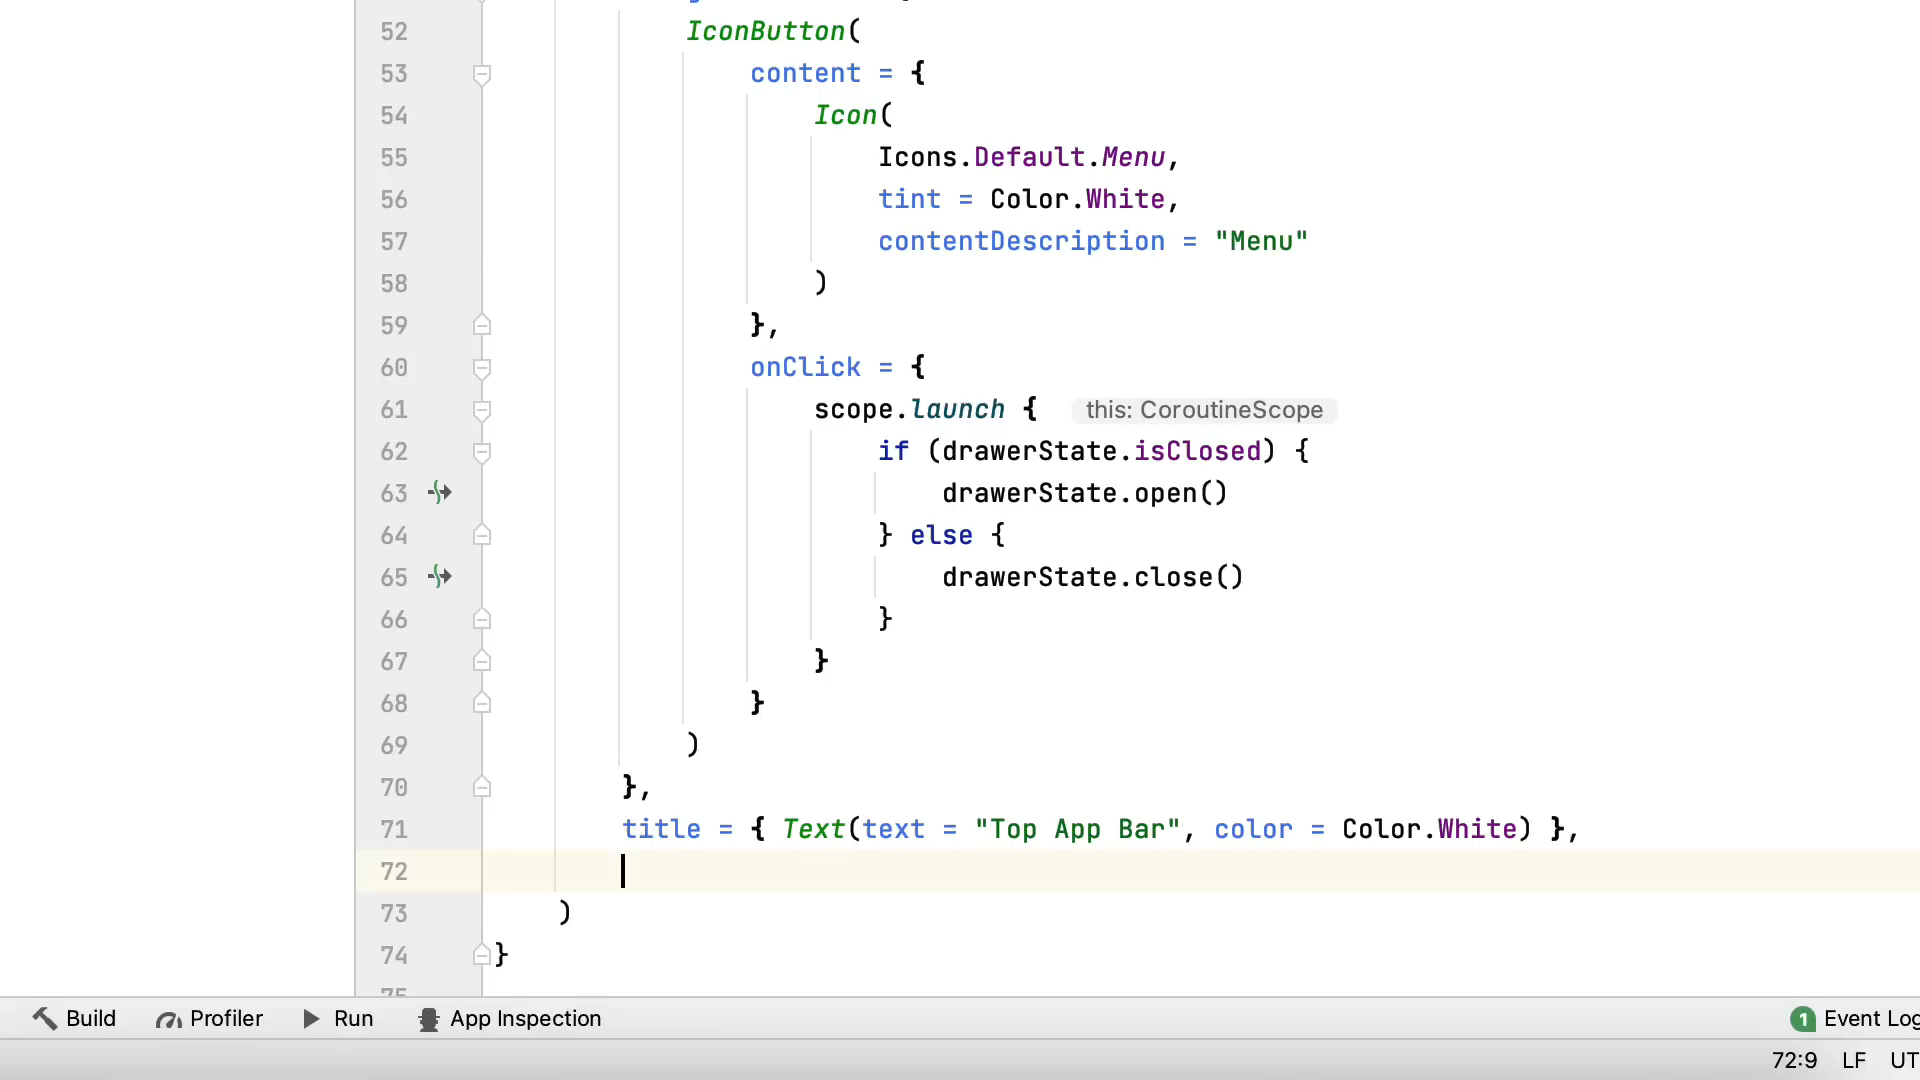 52 IconButton(
53 content = {
54 Icon(
55 Icons.Default.Menu,
56 tint = Color.White,
57 contentDescription = "Menu"
58 )
59 },
60 onClick = {
61 scope.launch { this: CoroutineScope
62 if (drawerState.isClosed) {
63 drawerState.open()
64 } else {
65 drawerState.close()
66 }
67 }
68 }
69 )
70 },
71 title = { Text(text = "Top App Bar", color = Color.White) },
72
73 )
74 }
75
Build Profiler Run App Inspection 1 Event Log
72:9 LF UT